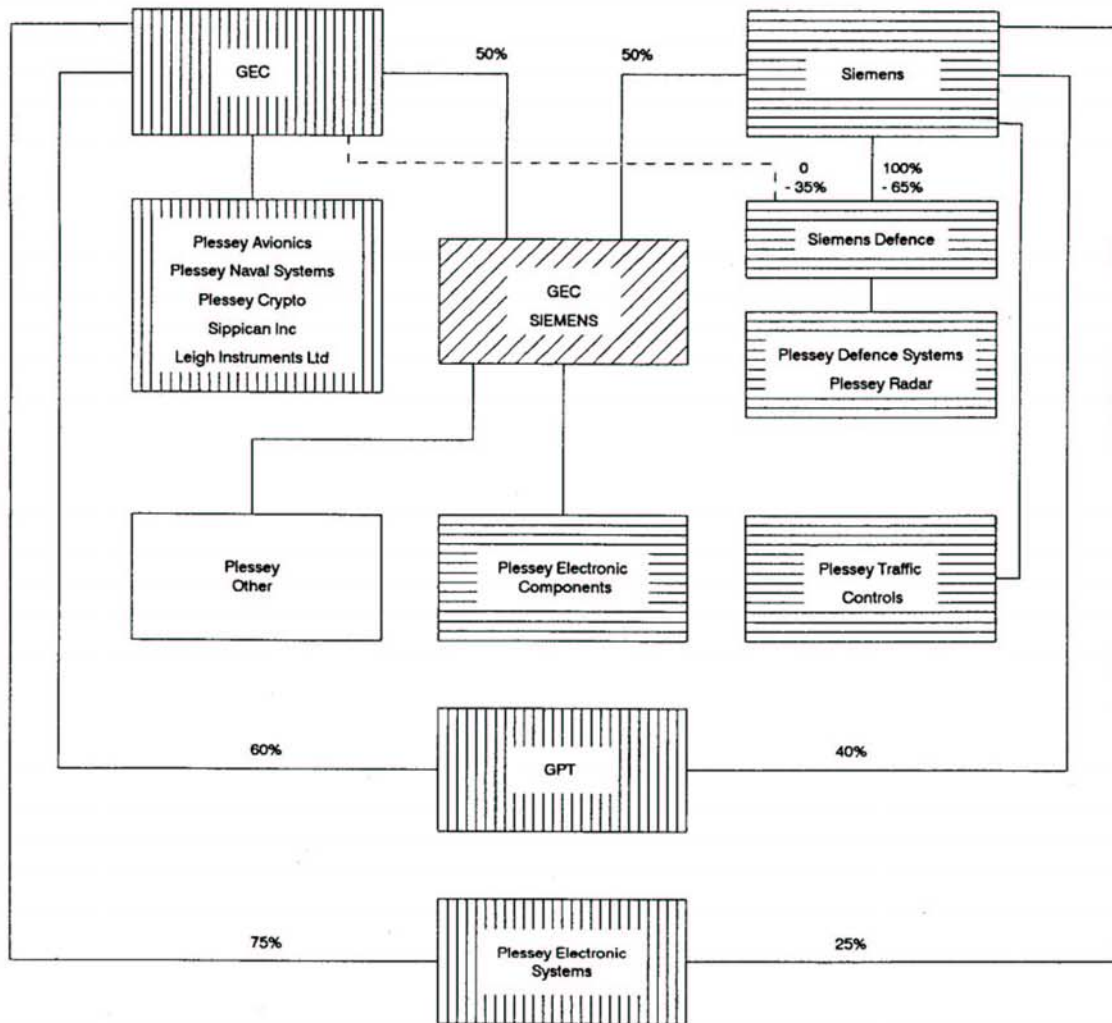 GEC
50%
50%
Siemens
0
- 35%
100%
- 65%
Plessey Avionics
Plessey Naval Systems
Plessey Crypto
Sippican Inc
Leigh Instruments Ltd
GEC
SIEMENS
Siemens Defence
Plessey Defence Systems
Plessey Radar
Plessey
Other
Plessey Electronic
Components
Plessey Traffic
Controls
60%
GPT
40%
75%
Plessey Electronic
Systems
25%